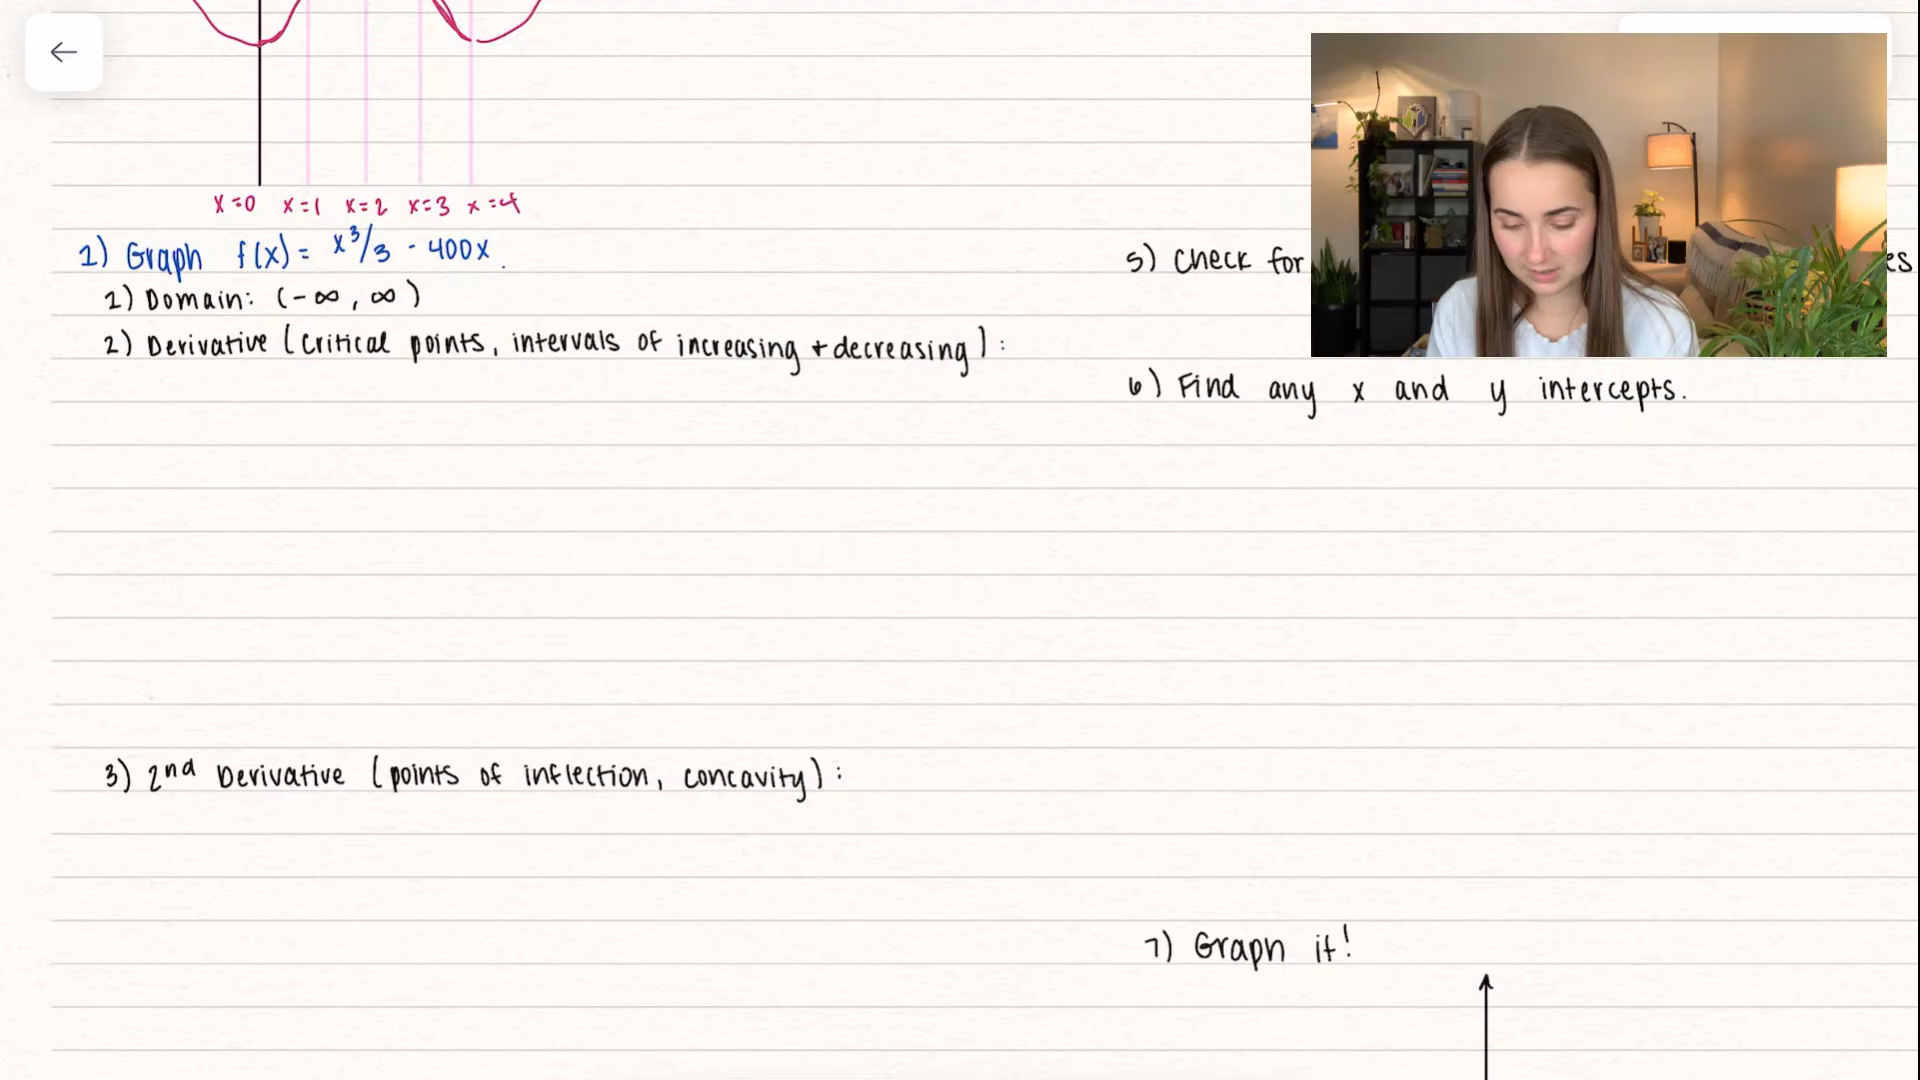 x=0 x=1 x=2 x=3 x=4
1) Graph f(x) = x³/3 - 400x.
1) Domain: (-∞, ∞)
2) Derivative (critical points, intervals of increasing + decreasing):
3) 2nd Derivative (points of inflection, concavity):
5) Check for
6) Find any x and y intercepts.
7) Graph it!